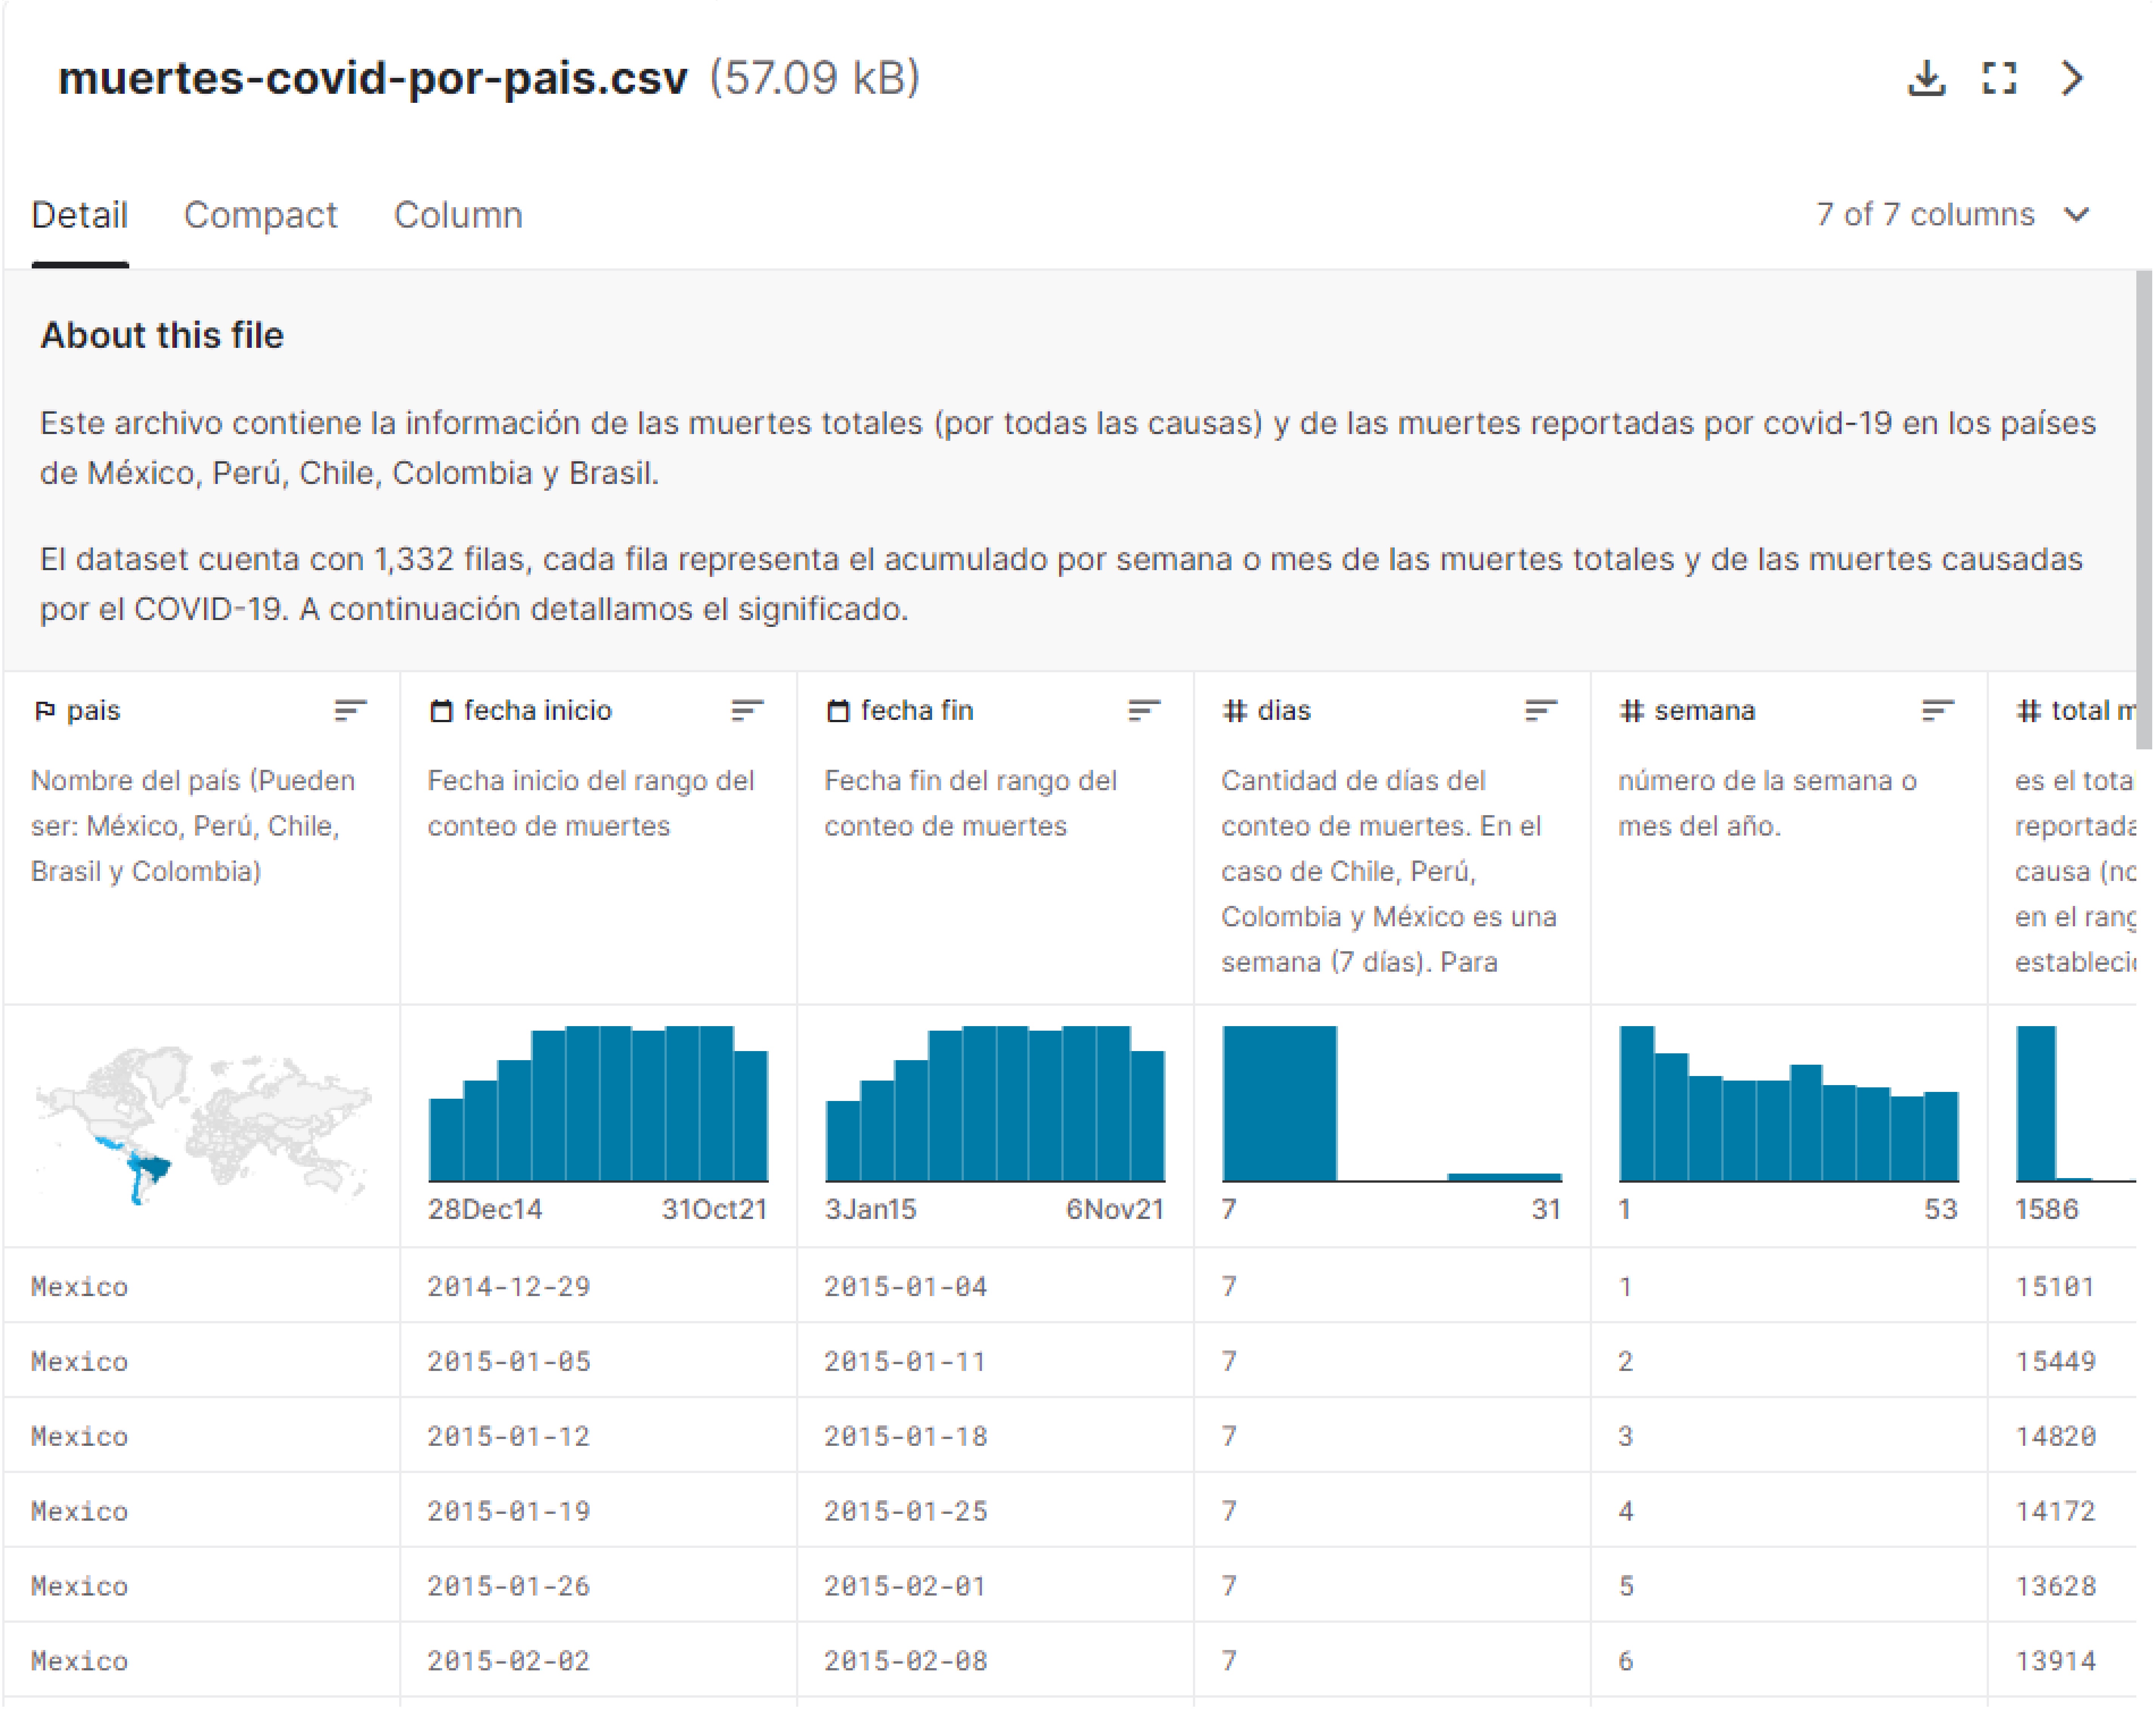 muertes-covid-por-pais.csv (57.09 kB)
Detail Compact Column 7 of 7 columns
About this file
Este archivo contiene la información de las muertes totales (por todas las causas) y de las muertes reportadas por covid-19 en los países
de México, Perú, Chile, Colombia y Brasil.
El dataset cuenta con 1,332 filas, cada fila representa el acumulado por semana o mes de las muertes totales y de las muertes causadas
por el COVID-19. A continuación detallamos el significado.
pais
Nombre del país (Pueden
ser: México, Perú, Chile,
Brasil y Colombia)
fecha inicio
Fecha inicio del rango del
conteo de muertes
fecha fin
Fecha fin del rango del
conteo de muertes
# dias
Cantidad de días del
conteo de muertes. En el
caso de Chile, Perú,
Colombia y México es una
semana (7 días). Para
# semana
número de la semana o
mes del año.
# total m
es el tota
reportada
causa (no
en el rang
estableci
28Dec14 31Oct21 3Jan15 6Nov21 7 31 1 53 1586
Mexico 2014-12-29 2015-01-04 7 1 15101
Mexico 2015-01-05 2015-01-11 7 2 15449
Mexico 2015-01-12 2015-01-18 7 3 14820
Mexico 2015-01-19 2015-01-25 7 4 14172
Mexico 2015-01-26 2015-02-01 7 5 13628
Mexico 2015-02-02 2015-02-08 7 6 13914